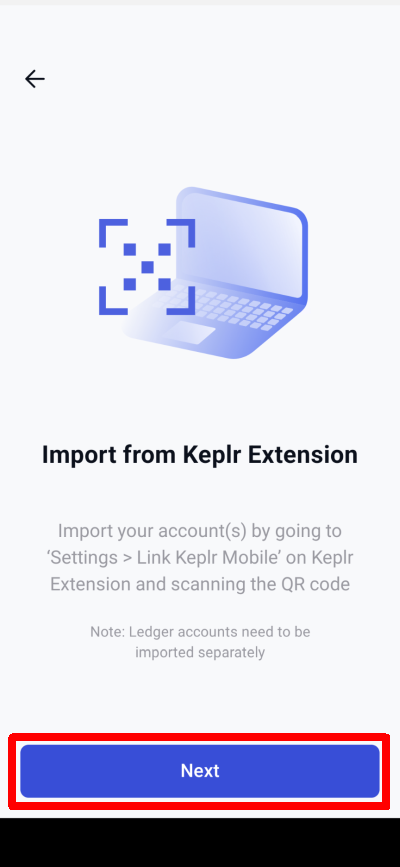 Import from Keplr Extension
Import your account(s) by going to
‘Settings > Link Keplr Mobile’ on Keplr
Extension and scanning the QR code
Note: Ledger accounts need to be
imported separately
Next